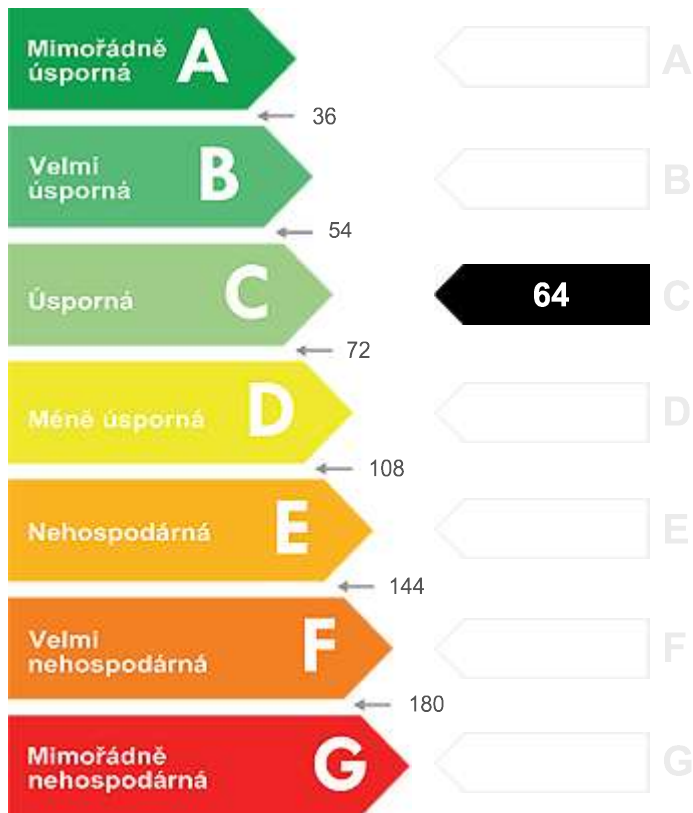 Mimořádně
úsporná
A
A
36
Velmi
úsporná
B
B
54
Úsporná
C
64
C
72
Méně úsporná
D
D
108
Nehospodárná
E
E
144
Velmi
nehospodárná
F
F
180
Mimořádně
nehospodárná
G
G